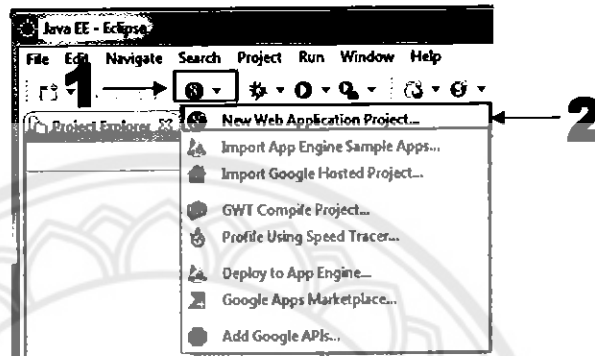 Java EE - Eclipse
File Edit Navigate Search Project Run Window Help
1
Project Explorer
New Web Application Project...
2
Import App Engine Sample Apps...
Import Google Hosted Project...
GWT Compile Project...
Profile Using Speed Tracer...
Deploy to App Engine...
Google Apps Marketplace...
Add Google APIs...